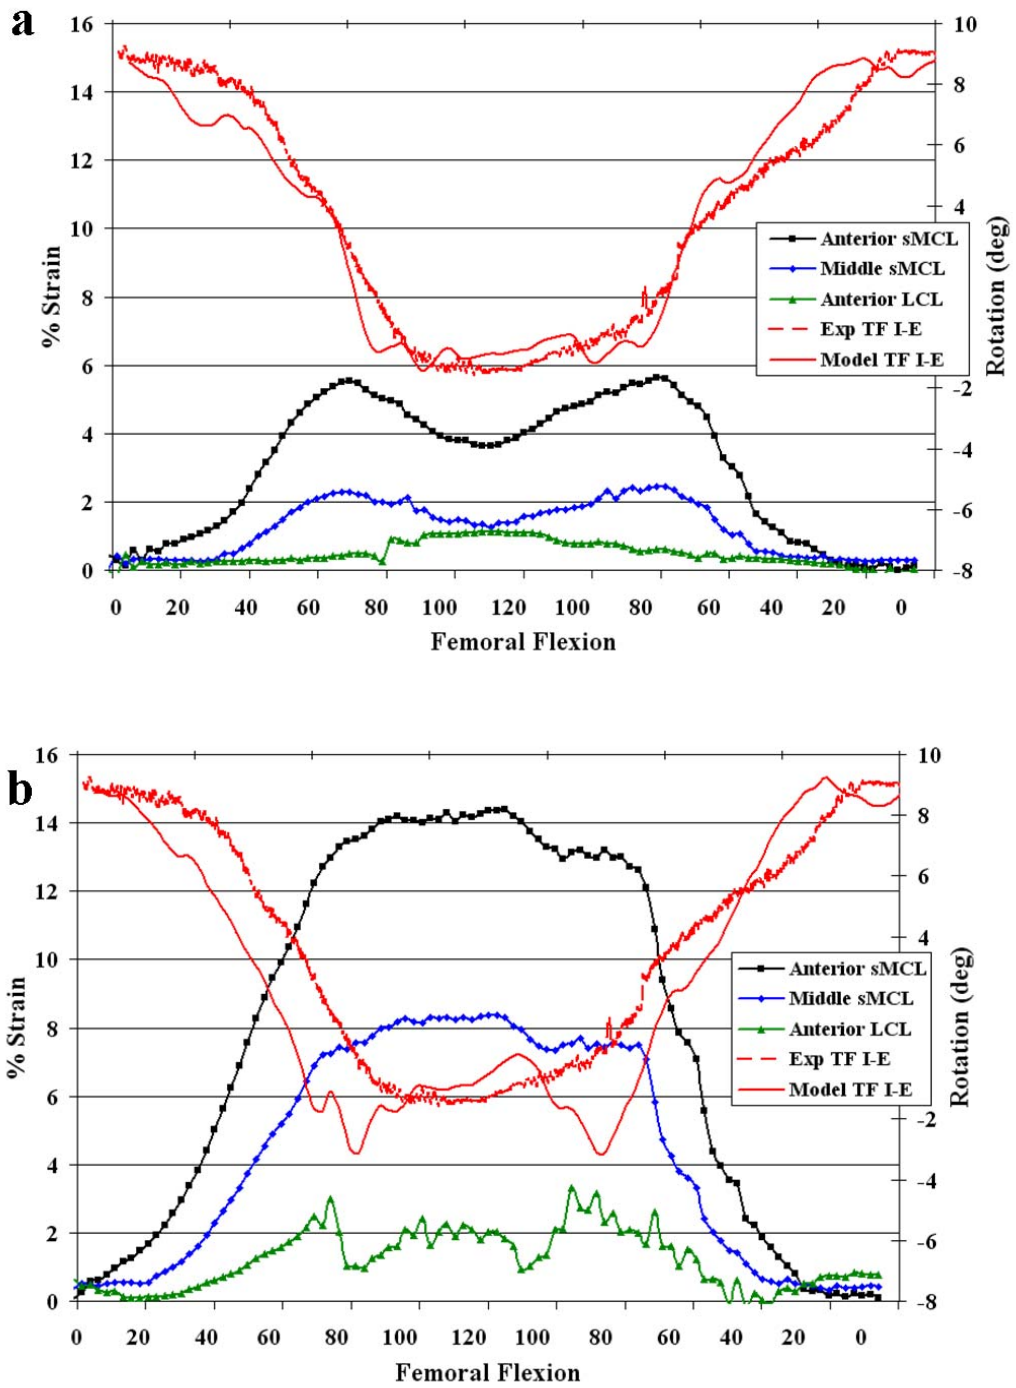 a
16
14
12
10
8
6
4
2
0
% Strain
10
8
6
4
-2
-4
-6
-8
Rotation (deg)
Anterior sMCL
Middle sMCL
Anterior LCL
Exp TF I-E
Model TF I-E
0 20 40 60 80 100 120 100 80 60 40 20 0
Femoral Flexion
b
16
14
12
10
8
6
4
2
0
% Strain
10
8
6
4
-2
-4
-6
-8
Rotation (deg)
Anterior sMCL
Middle sMCL
Anterior LCL
Exp TF I-E
Model TF I-E
0 20 40 60 80 100 120 100 80 40 20 0
Femoral Flexion